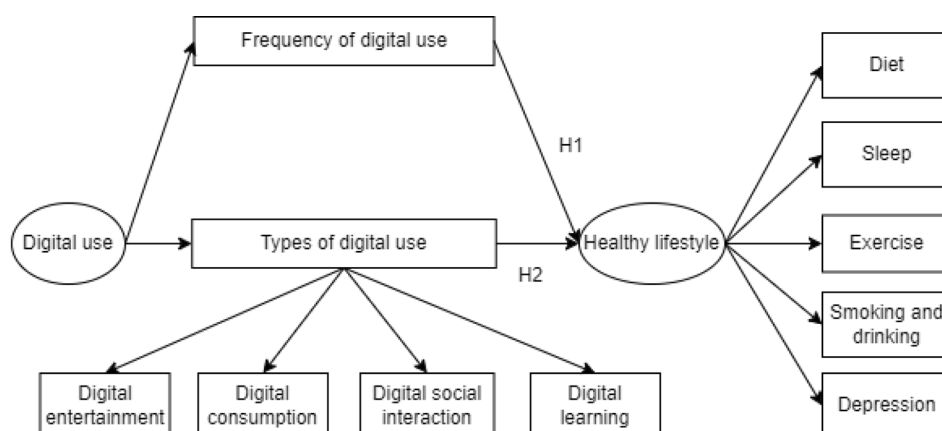 Frequency of digital use
Diet
H1
Sleep
Digital use
Types of digital use
Healthy lifestyle
Exercise
H2
Smoking and
drinking
Digital
entertainment
Digital
consumption
Digital social
interaction
Digital
learning
Depression